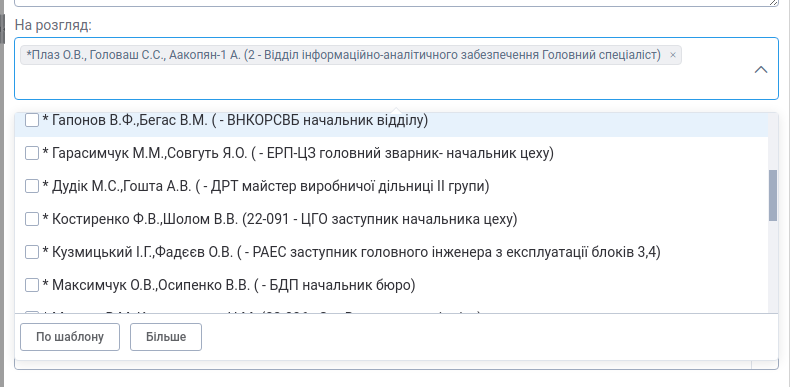 На розгляд:
*Плаз О.В., Головаш С.С., Аакопян-1 А. (2 - Відділ інформаційно-аналітичного забезпечення Головний спеціаліст) ×
* Гапонов В.Ф.,Бегас В.М. ( - ВНКОРСВБ начальник відділу)
* Гарасимчук М.М.,Совгуть Я.О. ( - ЕРП-ЦЗ головний зварник- начальник цеху)
* Дудік М.С.,Гошта А.В. ( - ДРТ майстер виробничої дільниці ІІ групи)
* Костиренко Ф.В.,Шолом В.В. (22-091 - ЦГО заступник начальника цеху)
* Кузмицький І.Г.,Фадєєв О.В. ( - РАЕС заступник головного інженера з експлуатації блоків 3,4)
* Максимчук О.В.,Осипенко В.В. ( - БДП начальник бюро)
По шаблону
Більше